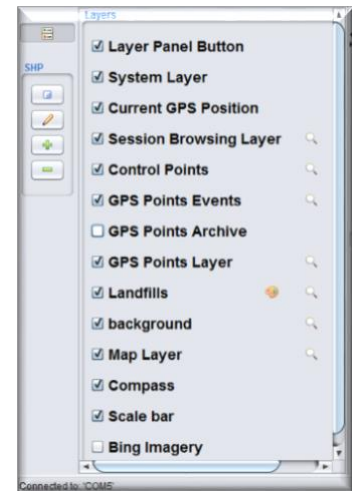 Layers
SHP
Layer Panel Button
System Layer
Current GPS Position
Session Browsing Layer
Control Points
GPS Points Events
GPS Points Archive
GPS Points Layer
Landfills
background
Map Layer
Compass
Scale bar
Bing Imagery
Connected to: 'COM5'